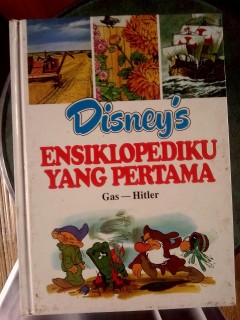 Disney's
ENSIKLOPEDIKU
YANG PERTAMA
Gas — Hitler